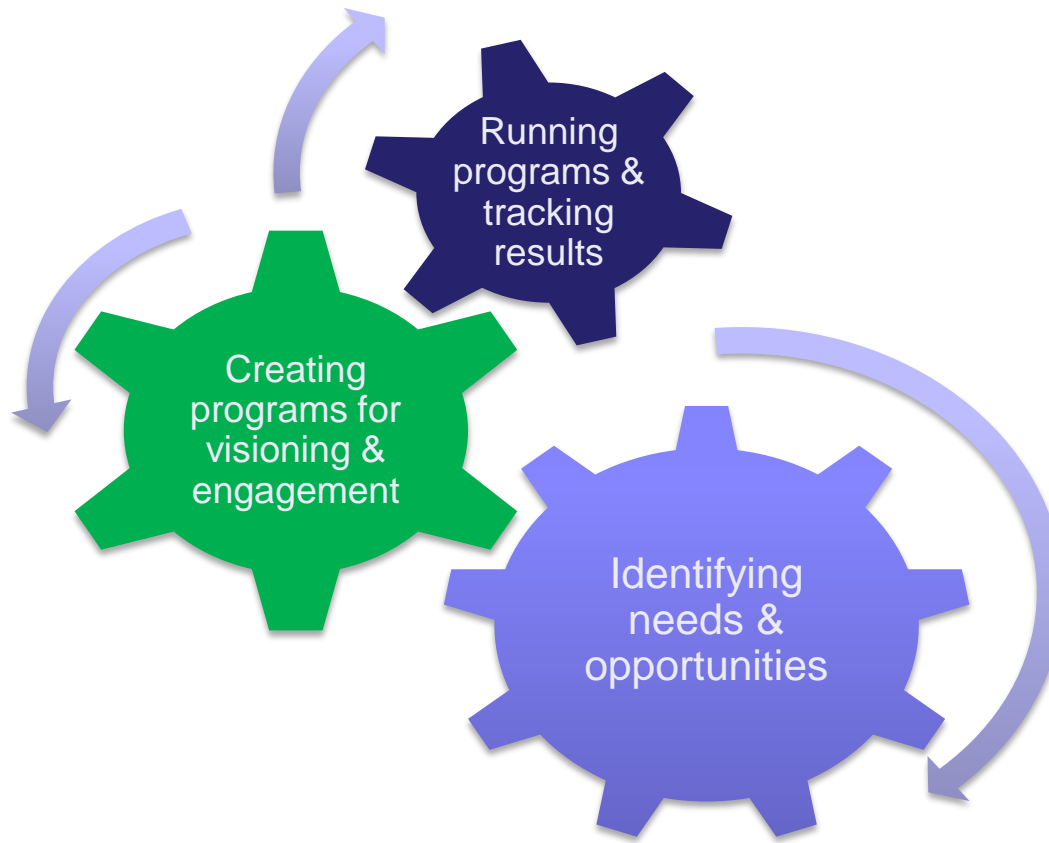 Running
programs &
tracking
results
Creating
programs for
visioning &
engagement
Identifying
needs &
opportunities